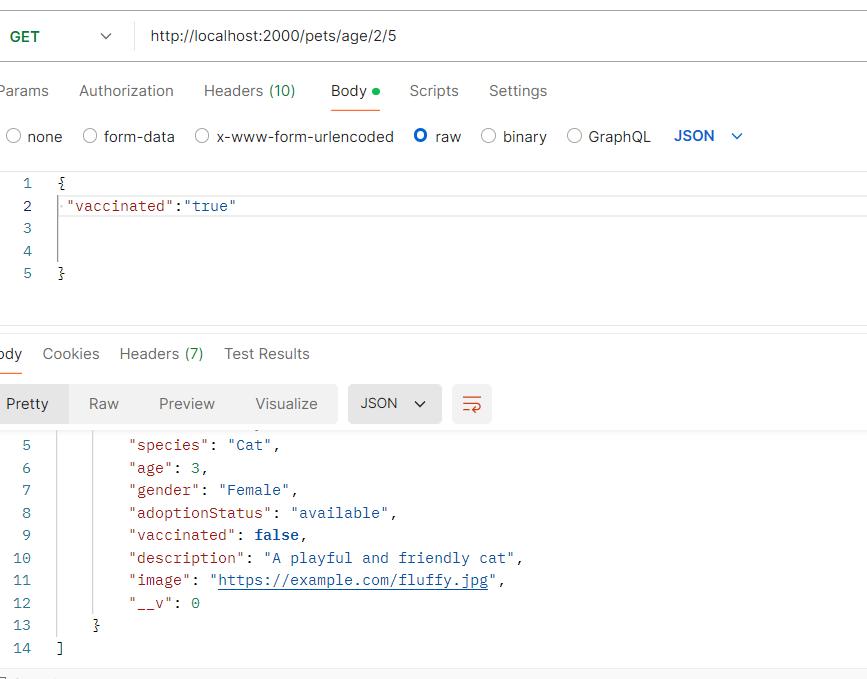 GET http://localhost:2000/pets/age/2/5
Params Authorization Headers (10) Body Scripts Settings
none form-data x-www-form-urlencoded raw binary GraphQL JSON
1 {
2 "vaccinated":"true"
3
4
5 }
ody Cookies Headers (7) Test Results
Pretty Raw Preview Visualize JSON
5 "species": "Cat",
6 "age": 3,
7 "gender": "Female",
8 "adoptionStatus": "available",
9 "vaccinated": false,
10 "description": "A playful and friendly cat",
11 "image": "https://example.com/fluffy.jpg",
12 "__v": 0
13 }
14 ]